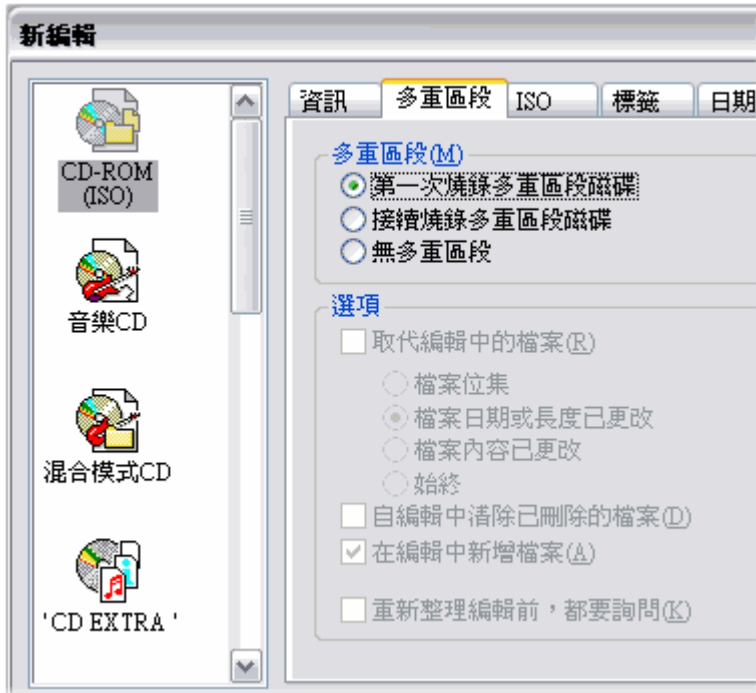 新編輯
CD-ROM
(ISO)
音樂CD
混合模式CD
'CD EXTRA '
資訊
多重區段
ISO
標籤
日期
多重區段(M)
第一次燒錄多重區段磁碟
接續燒錄多重區段磁碟
無多重區段
選項
取代編輯中的檔案(R)
檔案位集
檔案日期或長度已更改
檔案內容已更改
始終
自編輯中清除已刪除的檔案(D)
在編輯中新增檔案(A)
重新整理編輯前，都要詢問(K)